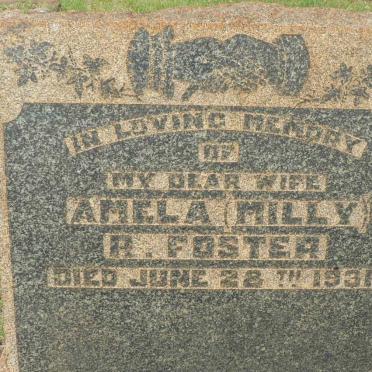 IN LOVING MEMORY
OF
MY DEAR WIFE
AMELA (MILLY)
R. FOSTER
DIED JUNE 28TH 193